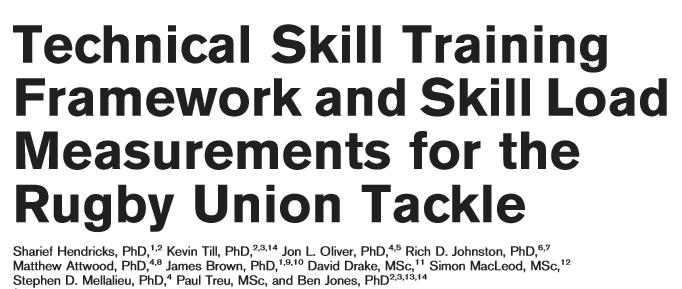 Technical Skill Training
Framework and Skill Load
Measurements for the
Rugby Union Tackle
Sharief Hendricks, PhD,1,2 Kevin Till, PhD,2,3,14 Jon L. Oliver, PhD,4,5 Rich D. Johnston, PhD,6,7
Matthew Attwood, PhD,4,8 James Brown, PhD,1,9,10 David Drake, MSc,11 Simon MacLeod, MSc,12
Stephen D. Mellalieu, PhD,4 Paul Treu, MSc, and Ben Jones, PhD2,3,13,14